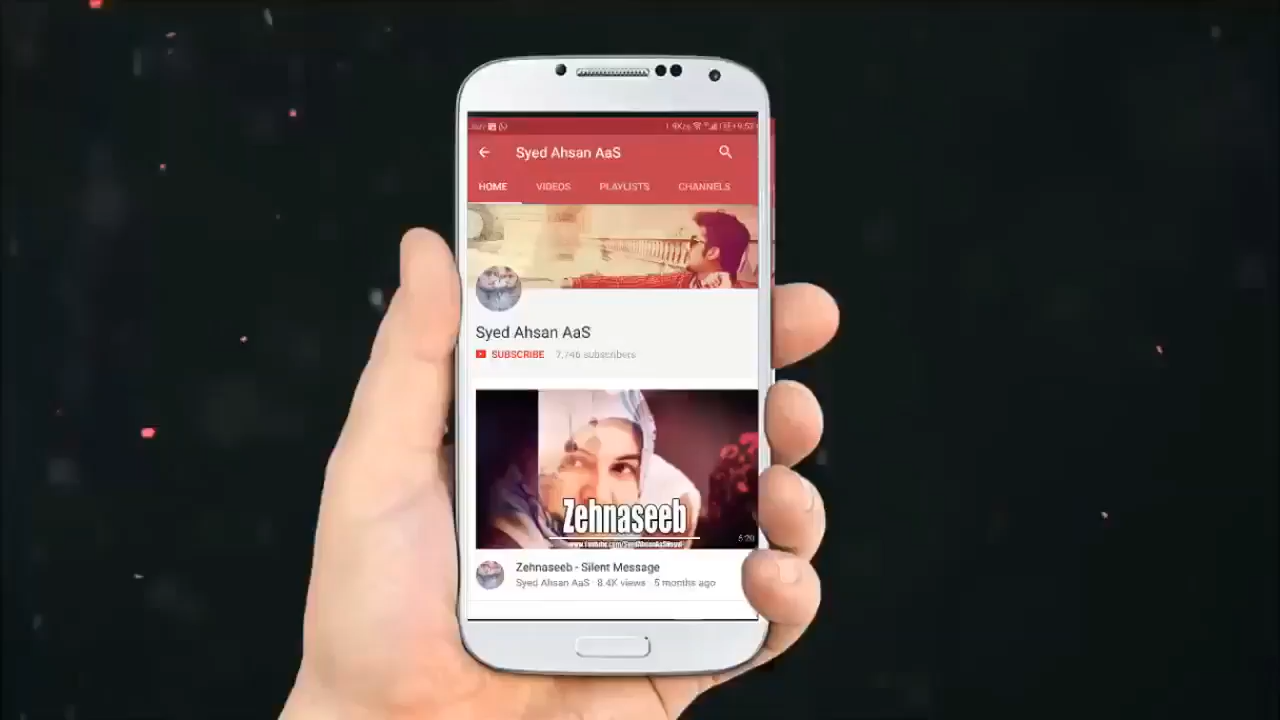 Syed Ahsan AaS
HOME VIDEOS PLAYLISTS CHANNELS
Syed Ahsan AaS
SUBSCRIBE 7,746 subscribers
Zehnaseeb
5:20
Zehnaseeb - Silent Message
Syed Ahsan AaS · 8.4K views · 5 months ago